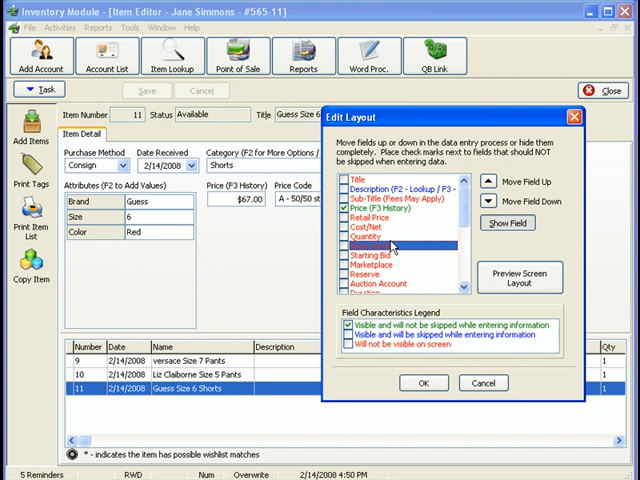 Inventory Module - [Item Editor - Jane Simmons - #565-11]
File Activities Reports Tools Window Help
Add Account Account List Item Lookup Point of Sale Reports Word Proc. QB Link
Task Save Cancel Close
Item Number 11 Status Available Title Guess Size 6
Add Items
Print Tags
Print Item List
Copy Item
Item Detail
Purchase Method Date Received Category (F2 for More Options /
Consign 2/14/2008 Shorts
Attributes (F2 to Add Values) Price (F3 History) Price Code
Brand Guess $67.00 A - 50/50 st
Size 6
Color Red
Edit Layout
Move fields up or down in the data entry process or hide them
completely. Place check marks next to fields that should NOT
be skipped when entering data.
Title
Description (F2 - Lookup / F3 -
Sub-Title (Fees May Apply)
Price (F3 History)
Retail Price
Cost/Net
Quantity
Starting Bid
Marketplace
Reserve
Auction Account
Duration
Move Field Up
Move Field Down
Show Field
Preview Screen
Layout
Field Characteristics Legend
Visible and will not be skipped while entering information
Visible and will be skipped while entering information
Will not be visible on screen
OK Cancel
Number Date Name Description Qty
9 2/14/2008 versace Size 7 Pants 1
10 2/14/2008 Liz Claiborne Size 5 Pants 1
11 2/14/2008 Guess Size 6 Shorts 1
* - indicates the item has possible wishlist matches
5 Reminders RWD Num Overwrite 2/14/2008 4:50 PM